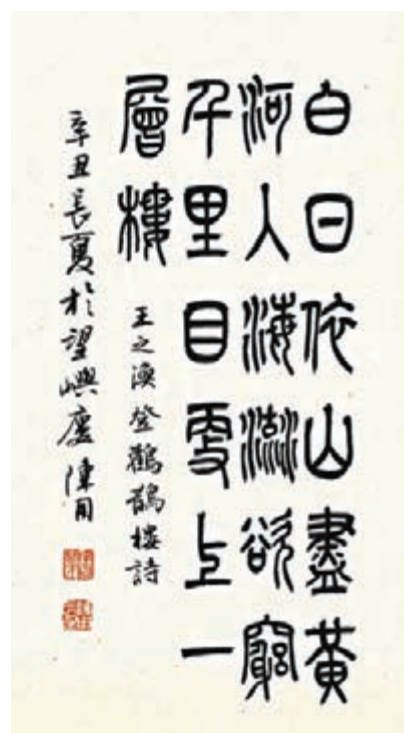 白日依山盡黃
河入海流欲窮
千里目更上一
層樓
王之渙登鸛鵲樓詩
辛丑長夏於望嶼廬陳